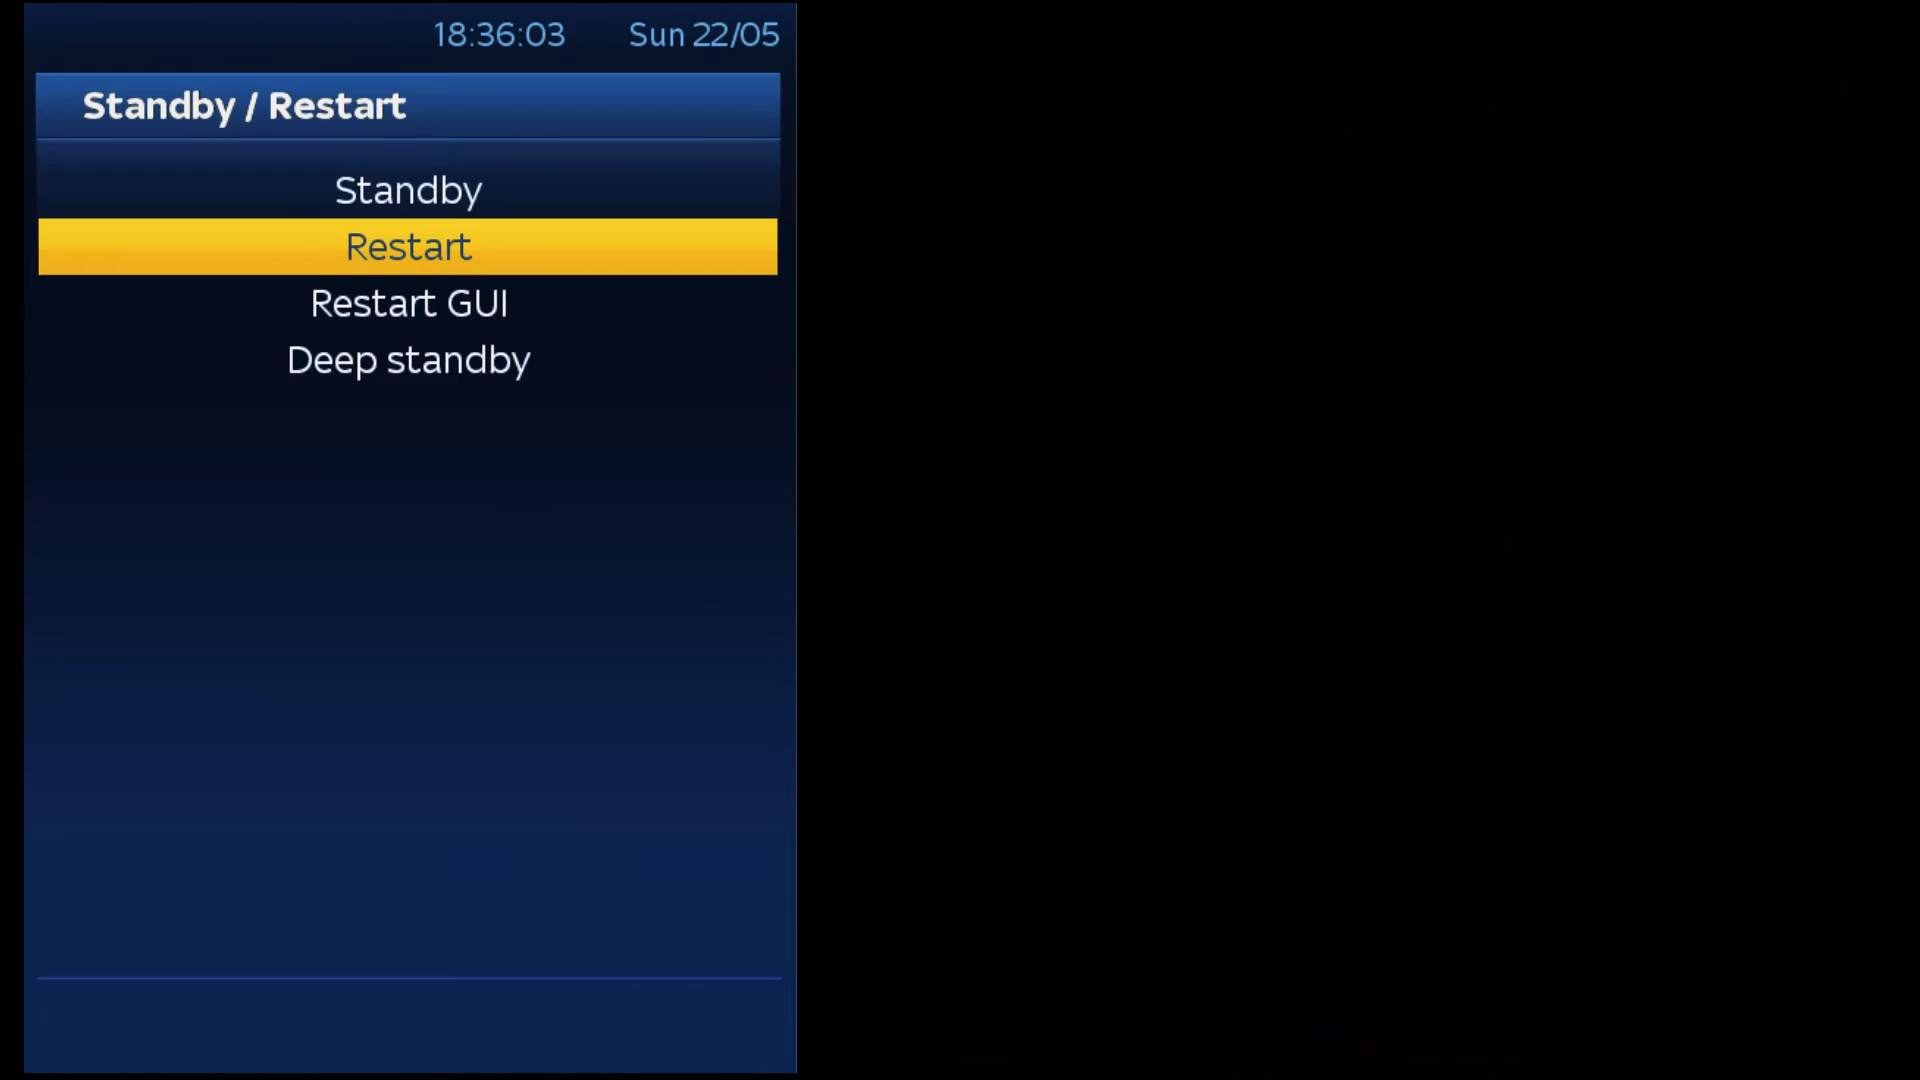 18:36:03 Sun 22/05
Standby / Restart
Standby
Restart
Restart GUI
Deep standby